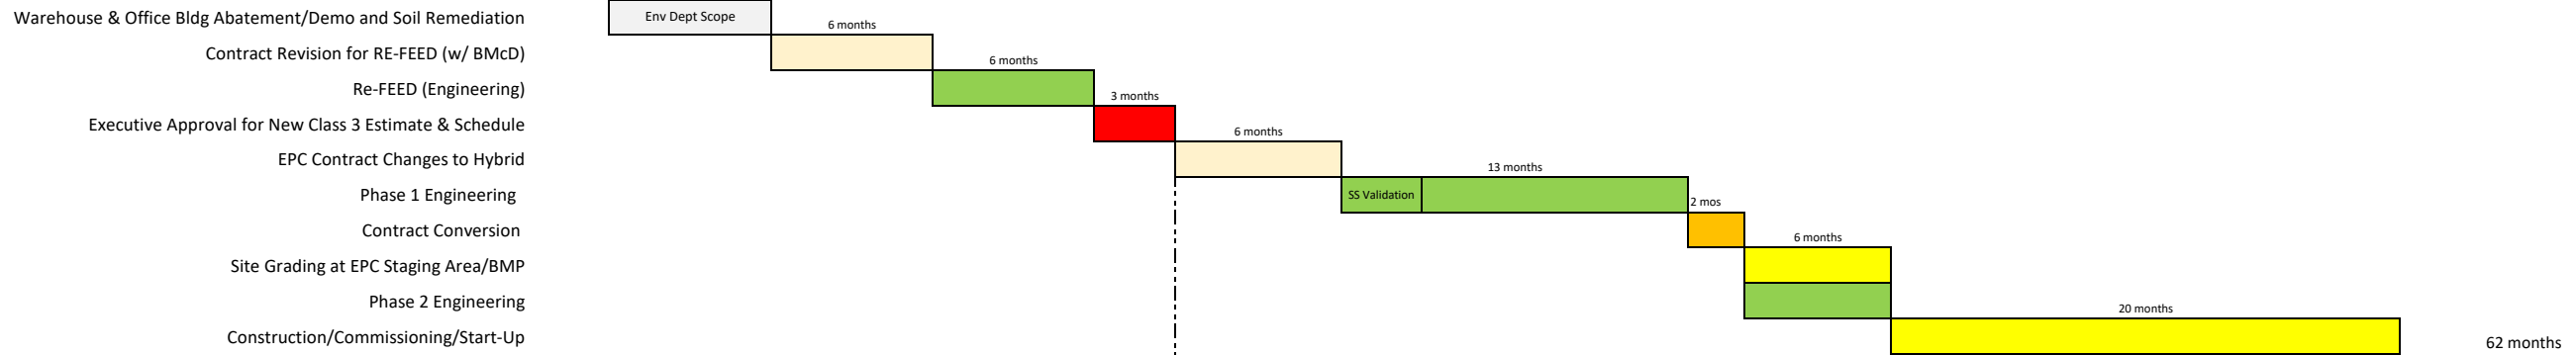 Warehouse & Office Bldg Abatement/Demo and Soil Remediation
Env Dept Scope
6 months
Contract Revision for RE-FEED (w/ BMcD)
6 months
Re-FEED (Engineering)
3 months
Executive Approval for New Class 3 Estimate & Schedule
6 months
EPC Contract Changes to Hybrid
13 months
Phase 1 Engineering
SS Validation
2 mos
Contract Conversion
6 months
Site Grading at EPC Staging Area/BMP
Phase 2 Engineering
20 months
Construction/Commissioning/Start-Up
62 months